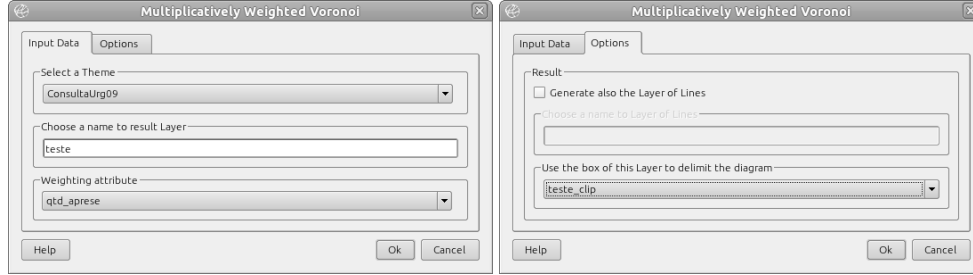 Multiplicatively Weighted Voronoi
Input Data
Options
Select a Theme
ConsultaUrg09
Choose a name to result Layer
teste
Weighting attribute
qtd_aprese
Help
Ok
Cancel
Multiplicatively Weighted Voronoi
Input Data
Options
Result
Generate also the Layer of Lines
Choose a name to Layer of Lines
Use the box of this Layer to delimit the diagram
teste_clip
Help
Ok
Cancel